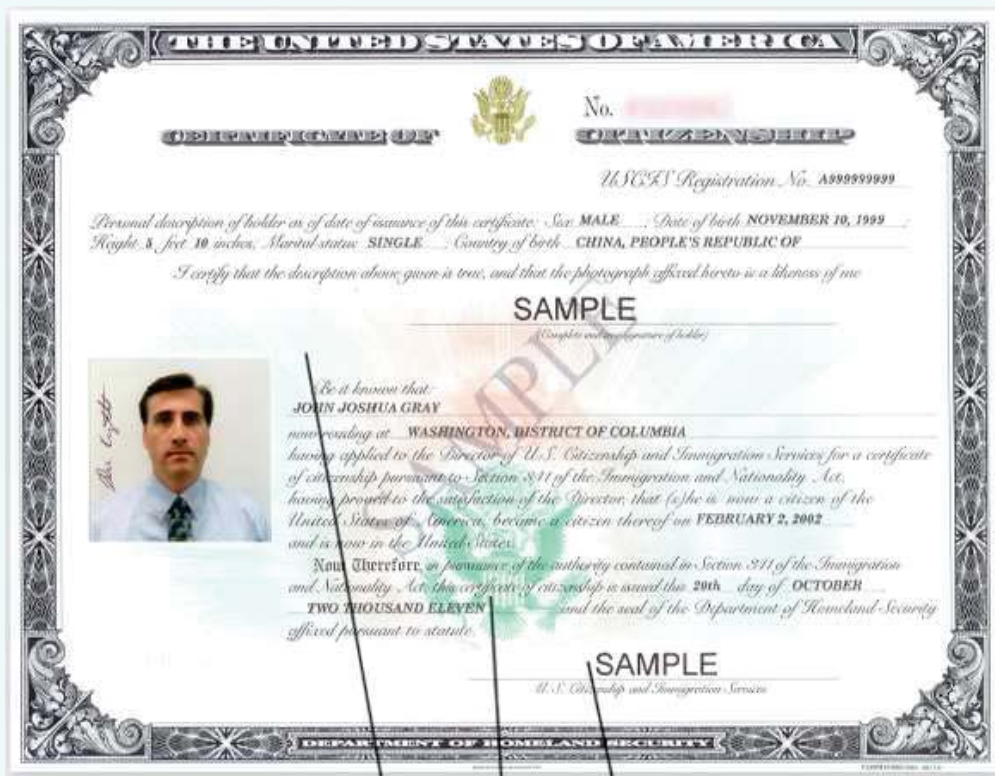 THE UNITED STATES OF AMERICA
No.
CERTIFICATE OF CITIZENSHIP
USCIS Registration No. A999999999
Personal description of holder as of date of issuance of this certificate: Sex MALE ; Date of birth NOVEMBER 10, 1999 ;
Height 5 feet 10 inches, Marital status SINGLE ; Country of birth CHINA, PEOPLE'S REPUBLIC OF
I certify that the description above given is true, and that the photograph affixed hereto is a likeness of me
SAMPLE
(Complete and true signature of holder)
SAMPLE
Be it known that:
JOHN JOSHUA GRAY
now residing at WASHINGTON, DISTRICT OF COLUMBIA
having applied to the Director of U.S. Citizenship and Immigration Services for a certificate
of citizenship pursuant to Section 341 of the Immigration and Nationality Act,
having proved to the satisfaction of the Director, that (s)he is now a citizen of the
United States of America, became a citizen thereof on FEBRUARY 2, 2002
and is now in the United States.
Now Therefore, in pursuance of the authority contained in Section 341 of the Immigration
and Nationality Act, this certificate of citizenship is issued this 20th day of OCTOBER
TWO THOUSAND ELEVEN and the seal of the Department of Homeland Security
affixed pursuant to statute.
SAMPLE
U.S. Citizenship and Immigration Services
DEPARTMENT OF HOMELAND SECURITY